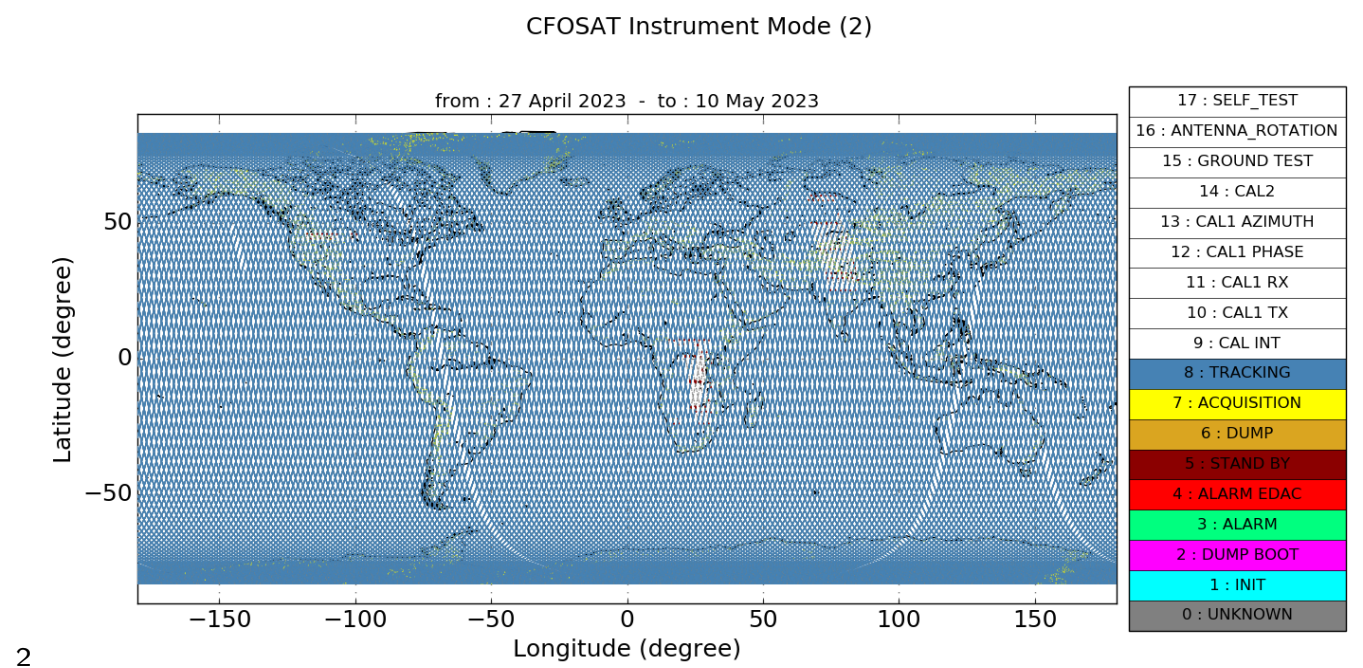 CFOSAT Instrument Mode (2)
from : 27 April 2023 - to : 10 May 2023
17 : SELF_TEST
16 : ANTENNA_ROTATION
15 : GROUND TEST
14 : CAL2
13 : CAL1 AZIMUTH
12 : CAL1 PHASE
11 : CAL1 RX
10 : CAL1 TX
9 : CAL INT
8 : TRACKING
7 : ACQUISITION
6 : DUMP
5 : STAND BY
4 : ALARM EDAC
3 : ALARM
2 : DUMP BOOT
1 : INIT
0 : UNKNOWN
Latitude (degree)
50
0
−50
−150 −100 −50 0 50 100 150
Longitude (degree)
2